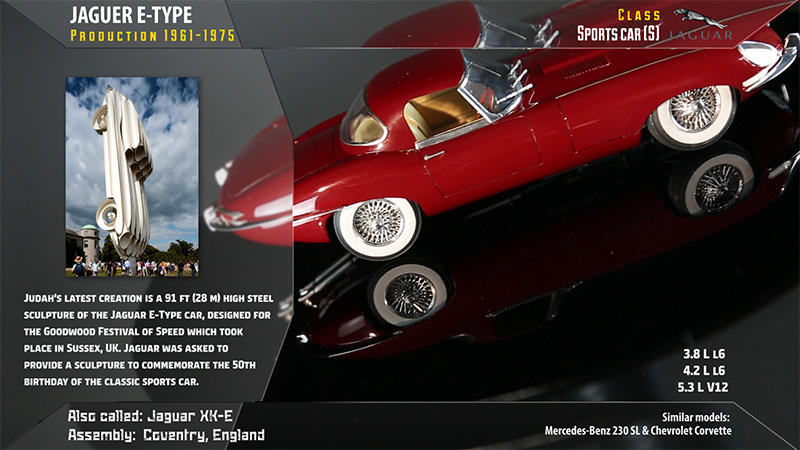 JAGUER E-TYPE
PRODUCTION 1961-1975
CLASS
SPORTS CAR (S)
JAGUAR
JUDAH'S LATEST CREATION IS A 91 FT (28 M) HIGH STEEL
SCULPTURE OF THE JAGUAR E-TYPE CAR, DESIGNED FOR
THE GOODWOOD FESTIVAL OF SPEED WHICH TOOK
PLACE IN SUSSEX, UK. JAGUAR WAS ASKED TO
PROVIDE A SCULPTURE TO COMMEMORATE THE 50TH
BIRTHDAY OF THE CLASSIC SPORTS CAR.
3.8 L L6
4.2 L L6
5.3 L V12
Also called: Jaguar XK-E
Assembly: Coventry, England
Similar models:
Mercedes-Benz 230 SL & Chevrolet Corvette